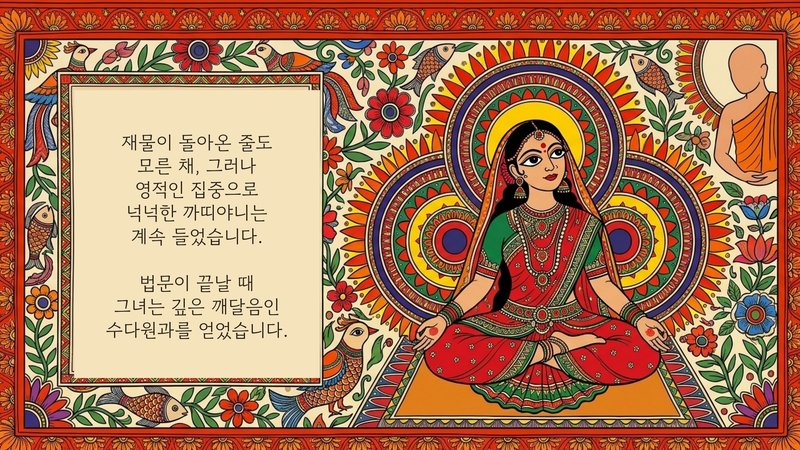 재물이 돌아온 줄도
모른 채, 그러나
영적인 집중으로
넉넉한 까띠야니는
계속 들었습니다.
법문이 끝날 때
그녀는 깊은 깨달음인
수다원과를 얻었습니다.